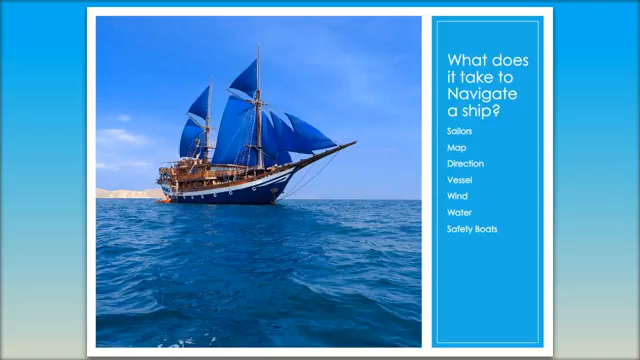 What does
it take to
Navigate
a ship?
Sailors
Map
Direction
Vessel
Wind
Water
Safety Boats